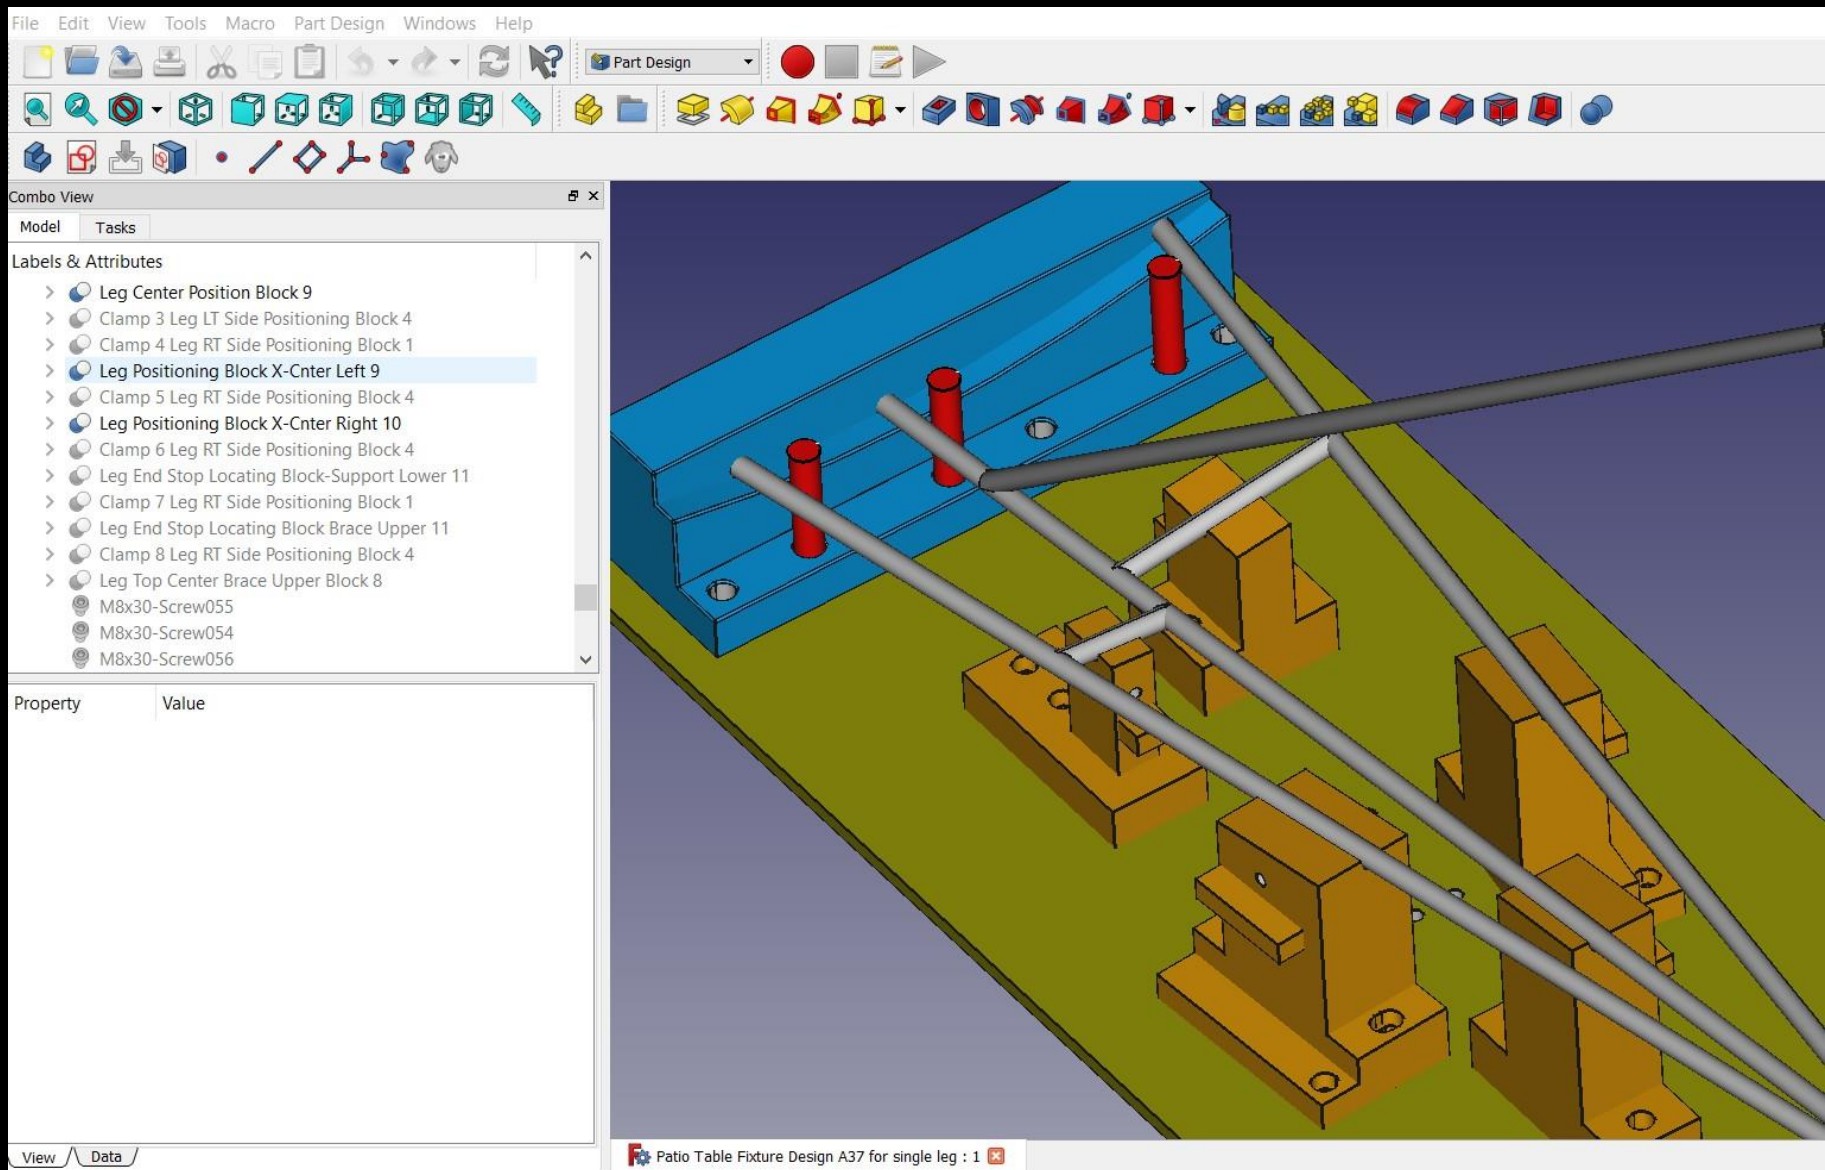 File Edit View Tools Macro Part Design Windows Help
Part Design
Combo View
Model Tasks
Labels & Attributes
Leg Center Position Block 9
Clamp 3 Leg LT Side Positioning Block 4
Clamp 4 Leg RT Side Positioning Block 1
Leg Positioning Block X-Cnter Left 9
Clamp 5 Leg RT Side Positioning Block 4
Leg Positioning Block X-Cnter Right 10
Clamp 6 Leg RT Side Positioning Block 4
Leg End Stop Locating Block-Support Lower 11
Clamp 7 Leg RT Side Positioning Block 1
Leg End Stop Locating Block Brace Upper 11
Clamp 8 Leg RT Side Positioning Block 4
Leg Top Center Brace Upper Block 8
M8x30-Screw055
M8x30-Screw054
M8x30-Screw056
Property Value
View Data
Patio Table Fixture Design A37 for single leg : 1